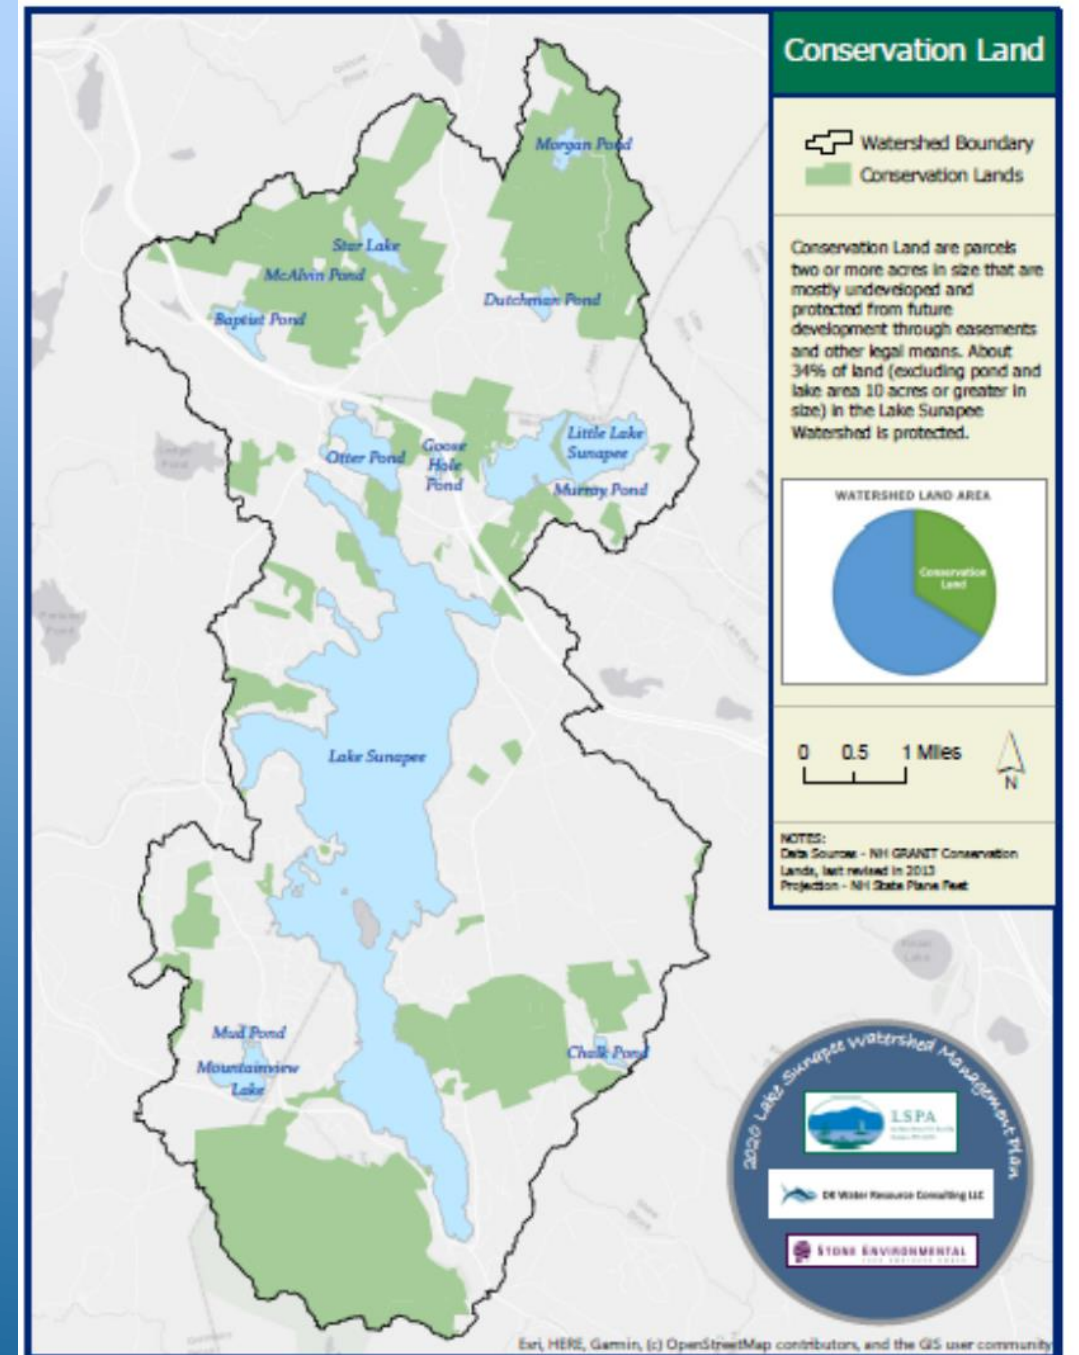 Conservation Land
Watershed Boundary
Conservation Lands
Conservation Land are parcels
two or more acres in size that are
mostly undeveloped and
protected from future
development through easements
and other legal means. About
34% of land (excluding pond and
lake area 10 acres or greater in
size) in the Lake Sunapee
Watershed is protected.
WATERSHED LAND AREA
Conservation
Land
0 0.5 1 Miles
N
NOTES:
Data Sources - NH GRANIT Conservation
Lands, last revised in 2013
Projection - NH State Plane Feet
Morgan Pond
Star Lake
McAlvin Pond
Baptist Pond
Dutchman Pond
Otter Pond
Goose
Hole
Pond
Little Lake
Sunapee
Murray Pond
Lake Sunapee
Mud Pond
Mountainview
Lake
Chalk Pond
2020 Lake Sunapee Watershed Management Plan
LSPA
DK Water Resource Consulting LLC
STONE ENVIRONMENTAL
Esri, HERE, Garmin, (c) OpenStreetMap contributors, and the GIS user community